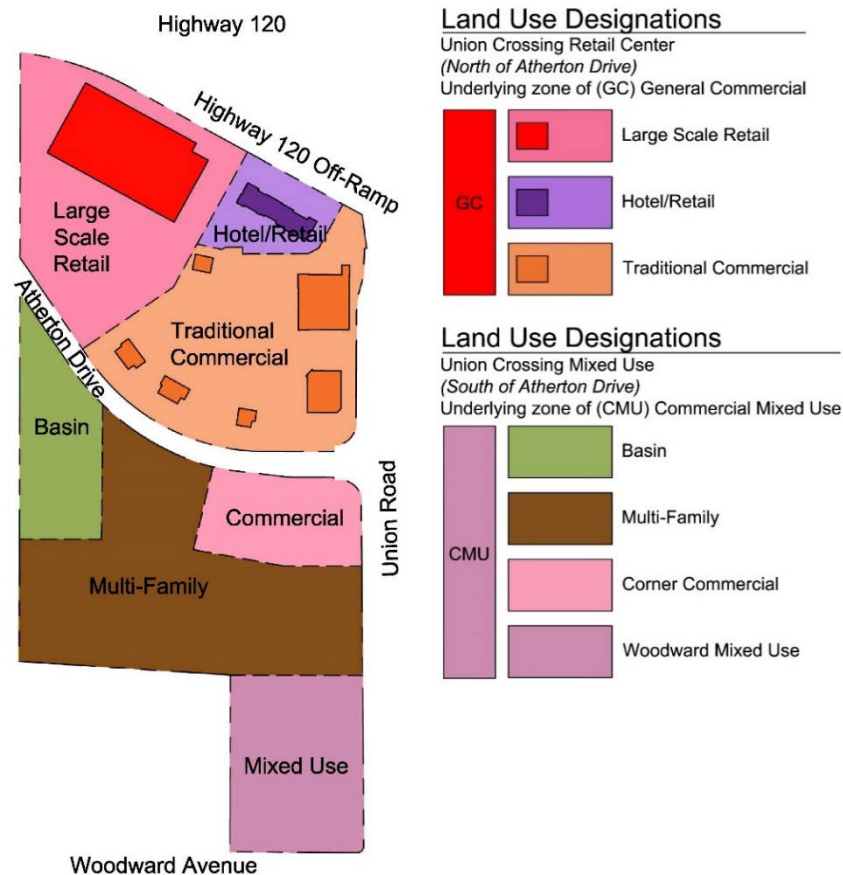 Highway 120
Highway 120 Off-Ramp
Large
Scale
Retail
Hotel/Retail
Atherton Drive
Traditional
Commercial
Basin
Commercial
Union Road
Multi-Family
Mixed Use
Woodward Avenue
Land Use Designations
Union Crossing Retail Center
(North of Atherton Drive)
Underlying zone of (GC) General Commercial
GC
Large Scale Retail
Hotel/Retail
Traditional Commercial
Land Use Designations
Union Crossing Mixed Use
(South of Atherton Drive)
Underlying zone of (CMU) Commercial Mixed Use
CMU
Basin
Multi-Family
Corner Commercial
Woodward Mixed Use